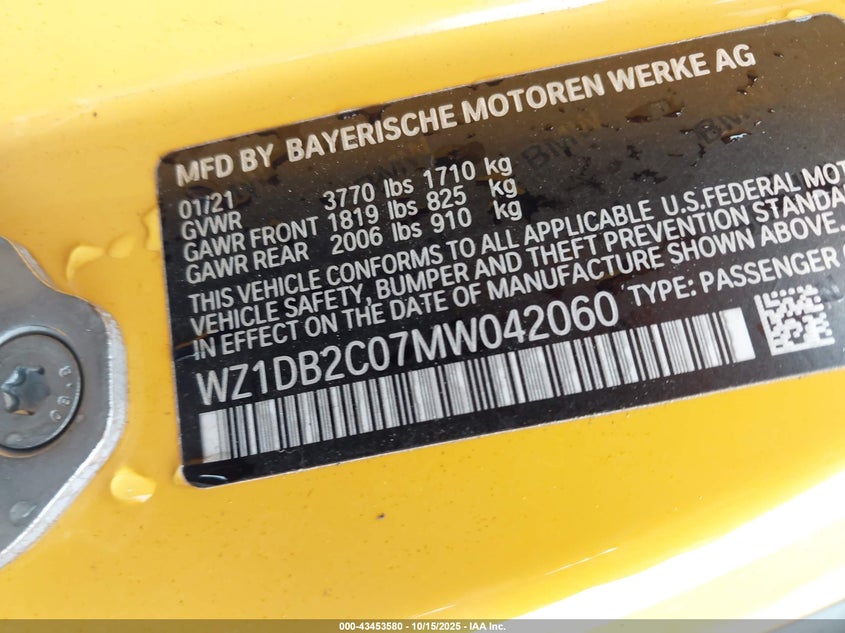 MFD BY BAYERISCHE MOTOREN WERKE AG
01/21
GVWR 3770 lbs 1710 kg
GAWR FRONT 1819 lbs 825 kg
GAWR REAR 2006 lbs 910 kg
THIS VEHICLE CONFORMS TO ALL APPLICABLE U.S.FEDERAL MOT
VEHICLE SAFETY, BUMPER AND THEFT PREVENTION STANDA
IN EFFECT ON THE DATE OF MANUFACTURE SHOWN ABOVE.
WZ1DB2C07MW042060 TYPE: PASSENGER
000-43453580 - 10/15/2025 - IAA Inc.